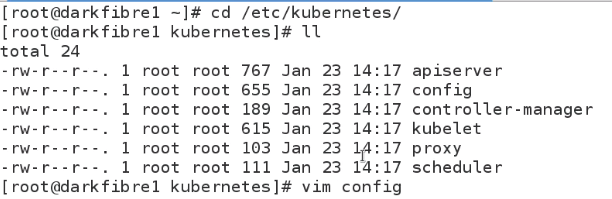 [root@darkfibre1 ~]# cd /etc/kubernetes/
[root@darkfibre1 kubernetes]# ll
total 24
-rw-r--r--. 1 root root 767 Jan 23 14:17 apiserver
-rw-r--r--. 1 root root 655 Jan 23 14:17 config
-rw-r--r--. 1 root root 189 Jan 23 14:17 controller-manager
-rw-r--r--. 1 root root 615 Jan 23 14:17 kubelet
-rw-r--r--. 1 root root 103 Jan 23 14:17 proxy
-rw-r--r--. 1 root root 111 Jan 23 14:17 scheduler
[root@darkfibre1 kubernetes]# vim config